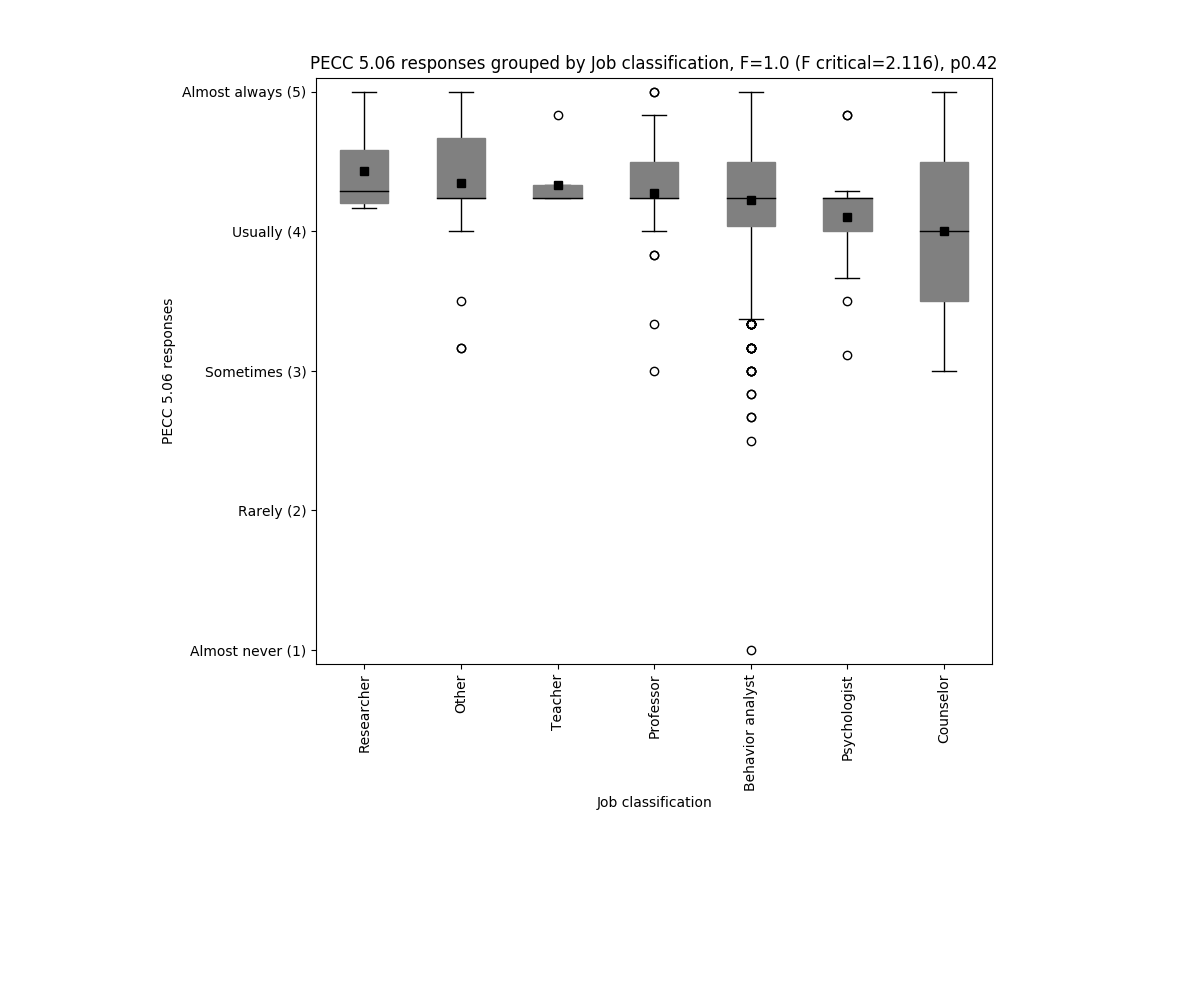 PECC 5.06 responses grouped by Job classification, F=1.0 (F critical=2.116), p0.42
Almost always (5)
Usually (4)
Sometimes (3)
Rarely (2)
Almost never (1)
PECC 5.06 responses
Researcher
Other
Teacher
Professor
Behavior analyst
Psychologist
Counselor
Job classification